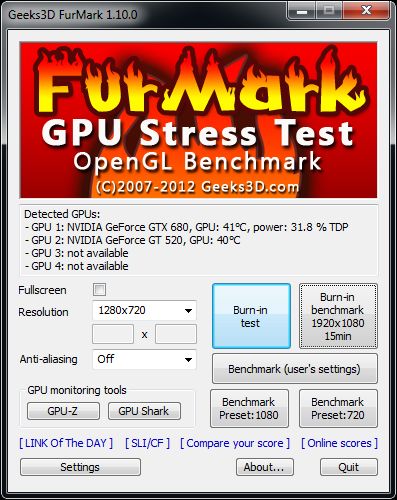 Geeks3D FurMark 1.10.0
FurMark
GPU Stress Test
OpenGL Benchmark
(C)2007-2012 Geeks3D.com
Detected GPUs:
- GPU 1: NVIDIA GeForce GTX 680, GPU: 41°C, power: 31.8 % TDP
- GPU 2: NVIDIA GeForce GT 520, GPU: 40°C
- GPU 3: not available
- GPU 4: not available
Fullscreen
Resolution
1280x720
x
Anti-aliasing
Off
Burn-in
test
Burn-in
benchmark
1920x1080
15min
Benchmark (user's settings)
GPU monitoring tools
GPU-Z
GPU Shark
Benchmark
Preset:1080
Benchmark
Preset:720
[ LINK Of The DAY ]
[ SLI/CF ]
[ Compare your score ]
[ Online scores ]
Settings
About...
Quit